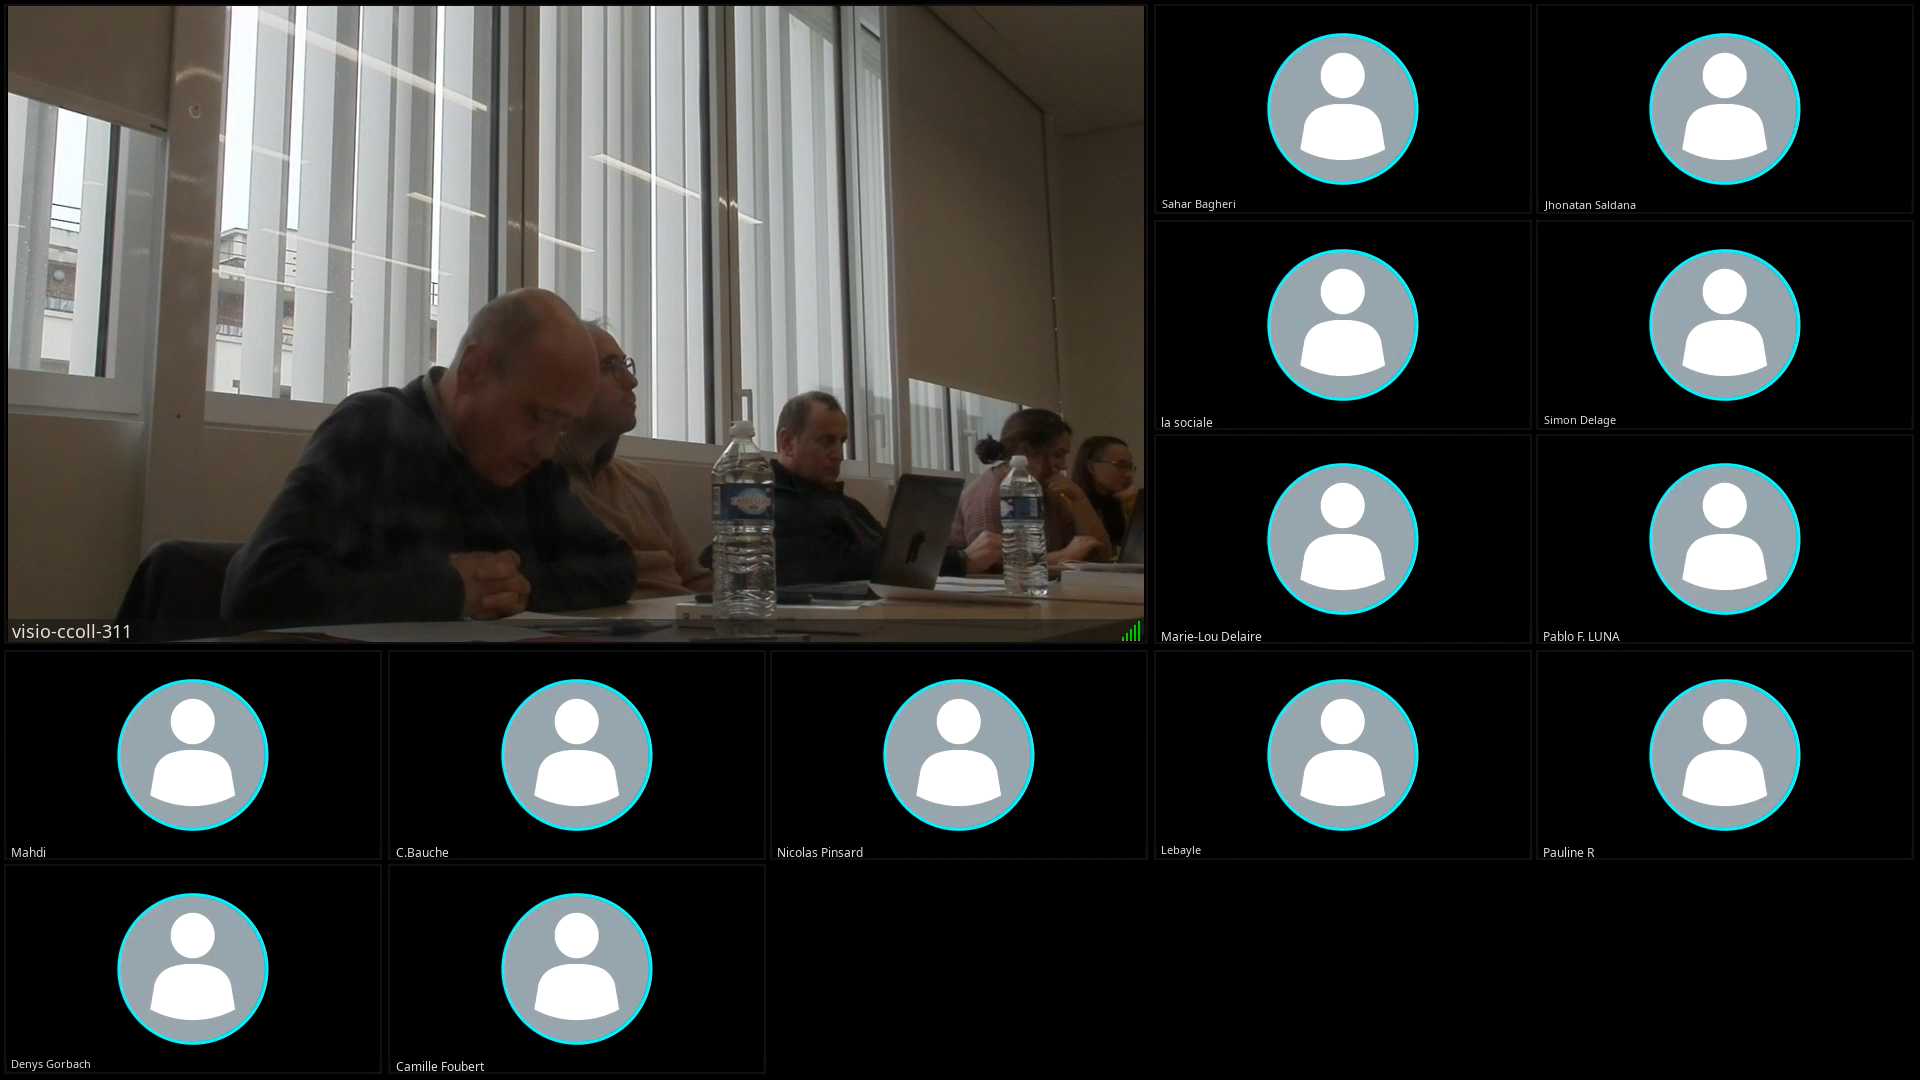 Sahar Bagheri
Jhonatan Saldana
la sociale
Simon Delage
visio-ccoll-311
Marie-Lou Delaire
Pablo F. LUNA
Mahdi
C.Bauche
Nicolas Pinsard
Lebayle
Pauline R
Denys Gorbach
Camille Foubert